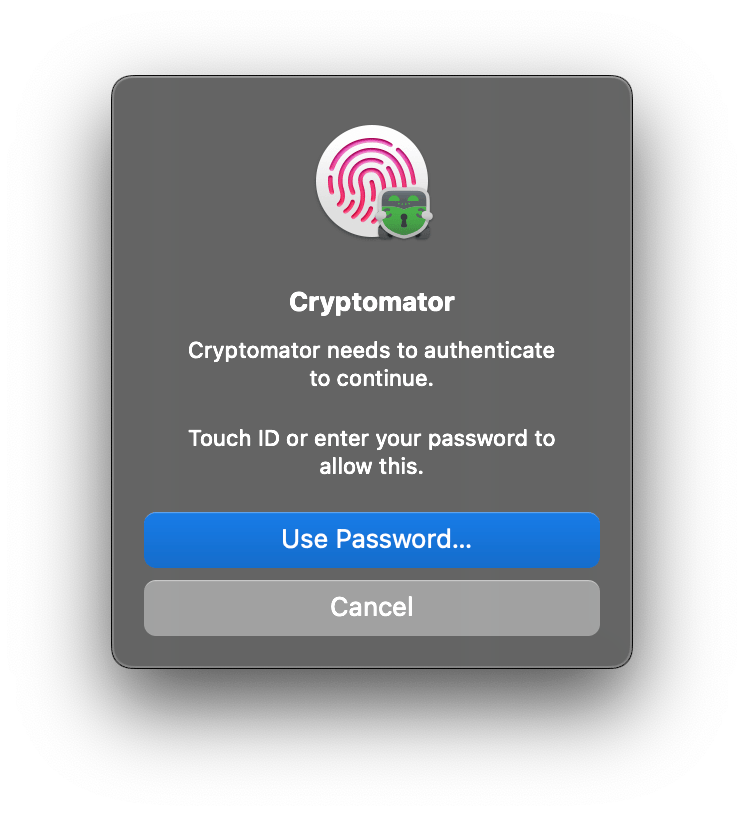 Cryptomator
Cryptomator needs to authenticate
to continue.
Touch ID or enter your password to
allow this.
Use Password...
Cancel